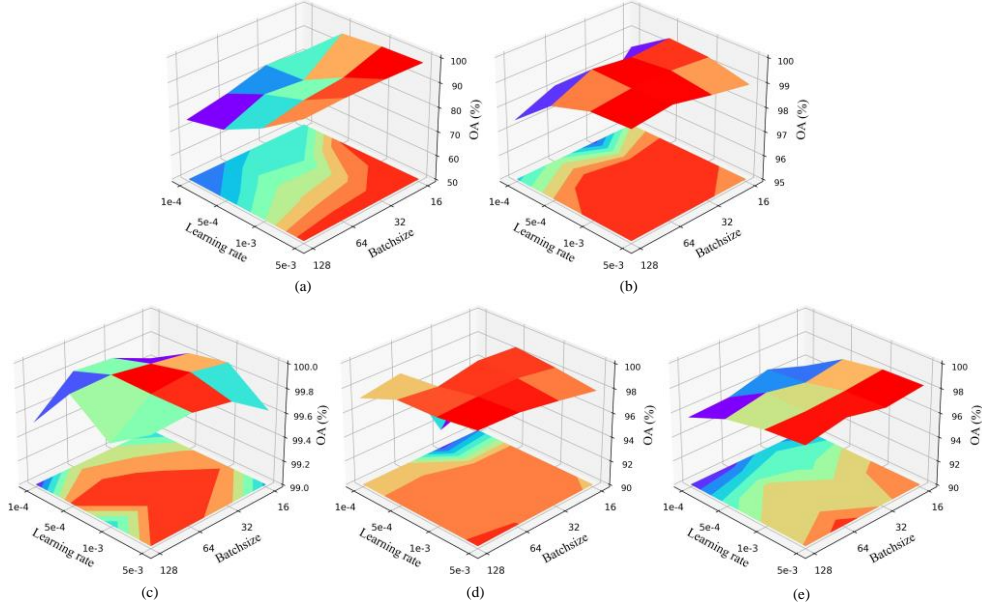 100
90
80
70
60
50
OA (%)
1e-4
5e-4
1e-3
5e-3
Learning rate
16
32
64
128
Batchsize
(a)
100
99
98
97
96
95
OA (%)
1e-4
5e-4
1e-3
5e-3
Learning rate
16
32
64
128
Batchsize
(b)
100.0
99.8
99.6
99.4
99.2
99.0
OA (%)
1e-4
5e-4
1e-3
5e-3
Learning rate
16
32
64
128
Batchsize
(c)
100
98
96
94
92
90
OA (%)
1e-4
5e-4
1e-3
5e-3
Learning rate
16
32
64
128
Batchsize
(d)
100
98
96
94
92
90
OA (%)
1e-4
5e-4
1e-3
5e-3
Learning rate
16
32
64
128
Batchsize
(e)